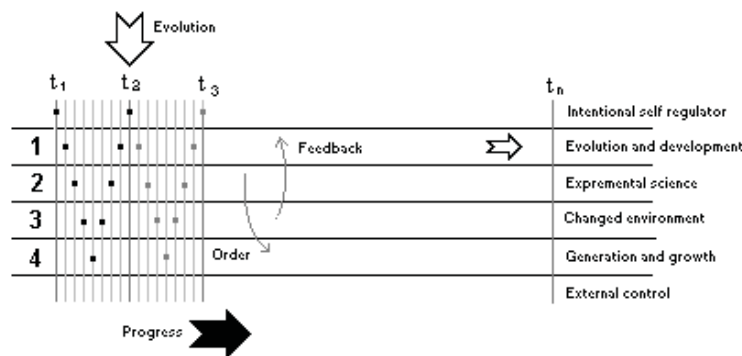 Evolution
t1 t2 t3 tn
Intentional self regulator
1 Feedback Evolution and development
2 Expremental science
3 Changed environment
4 Order Generation and growth
External control
Progress